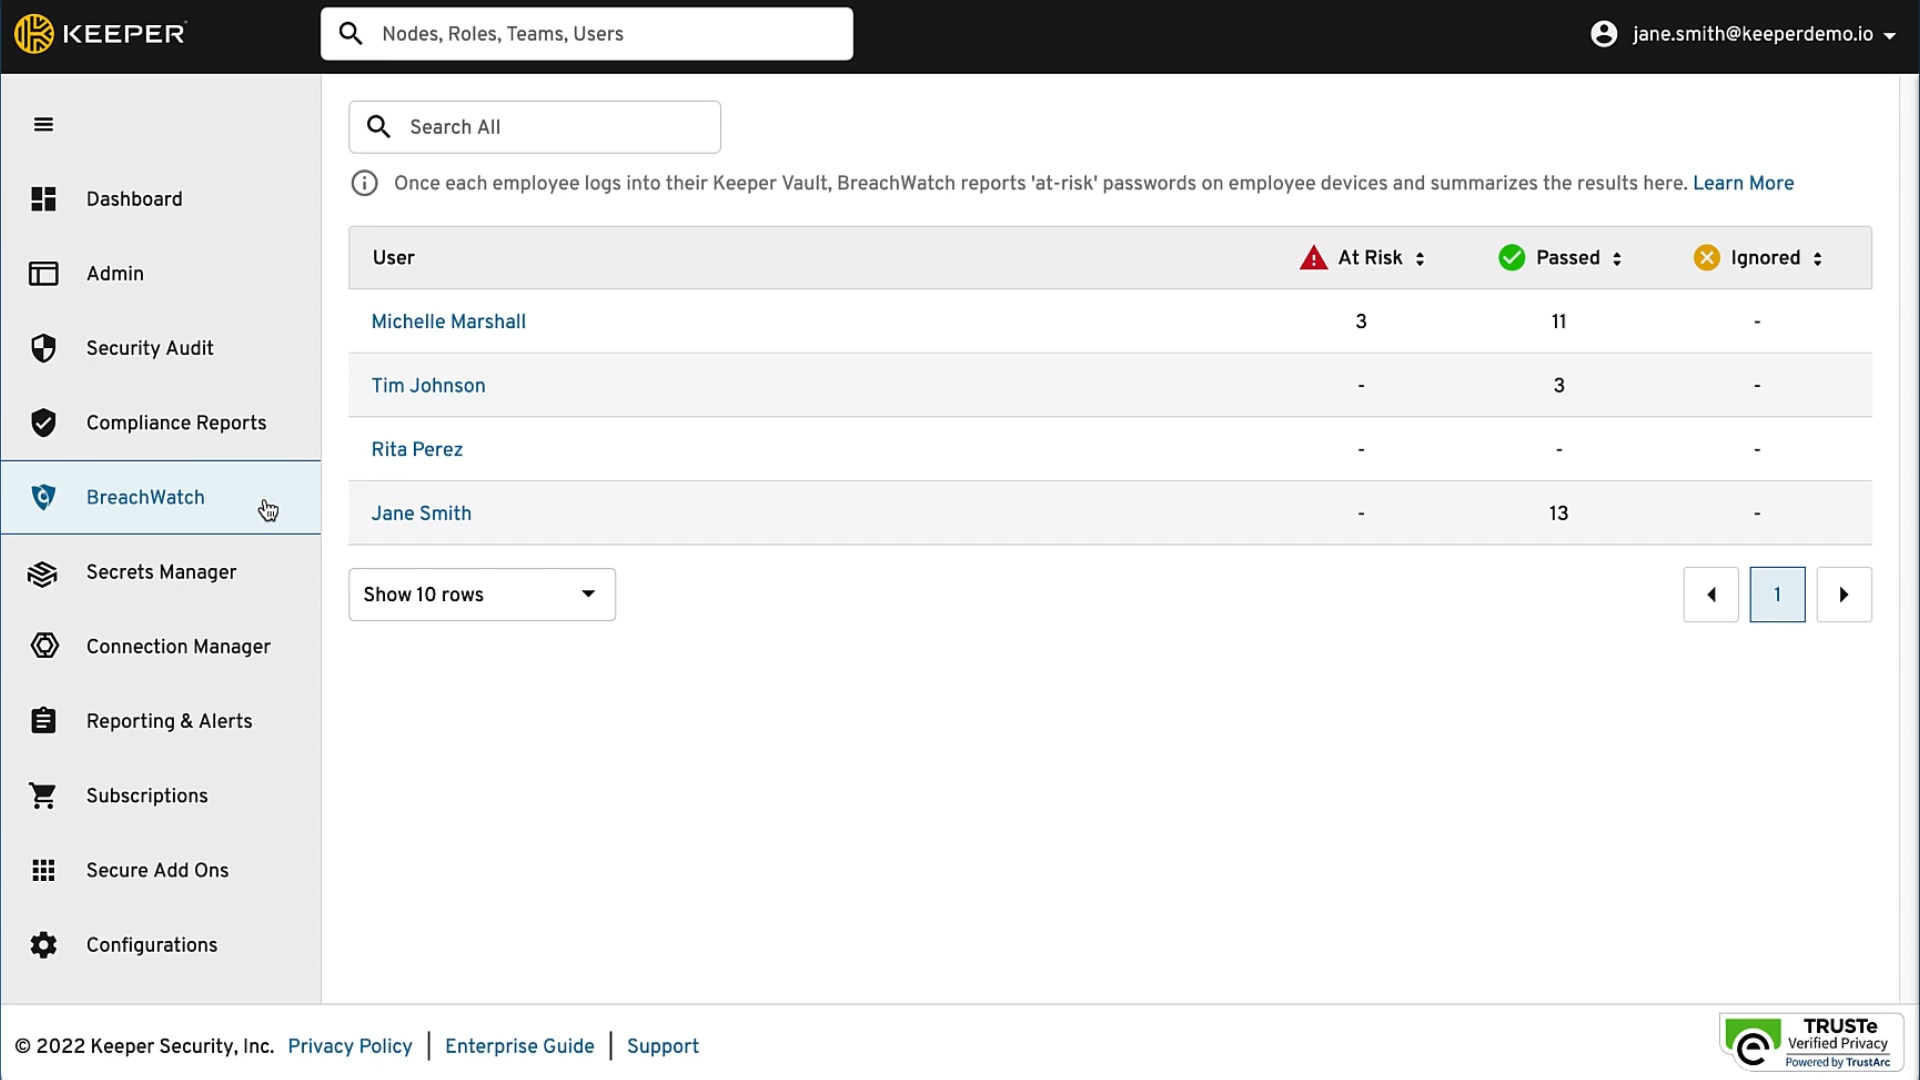 KEEPER
Nodes, Roles, Teams, Users
jane.smith@keeperdemo.io
Dashboard
Admin
Security Audit
Compliance Reports
BreachWatch
Secrets Manager
Connection Manager
Reporting & Alerts
Subscriptions
Secure Add Ons
Configurations
Search All
Once each employee logs into their Keeper Vault, BreachWatch reports 'at-risk' passwords on employee devices and summarizes the results here. Learn More
User At Risk Passed Ignored
Michelle Marshall 3 11 -
Tim Johnson - 3 -
Rita Perez - - -
Jane Smith - 13 -
Show 10 rows
1
© 2022 Keeper Security, Inc. Privacy Policy | Enterprise Guide | Support
TRUSTe
Verified Privacy
Powered by TrustArc